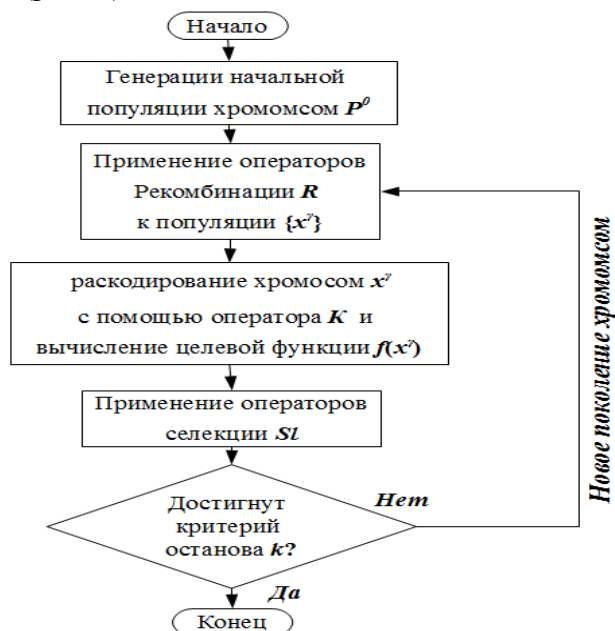 Начало
Генерации начальной
популяции хромомсом P⁰
Применение операторов
Рекомбинации R
к популяции {xᵞ}
раскодирование хромосом xᵞ
с помощью оператора K и
вычисление целевой функции f(xᵞ)
Применение операторов
селекции Sl
Достигнут
критерий
останова k?
Нет
Новое поколение хромомсом
Да
Конец